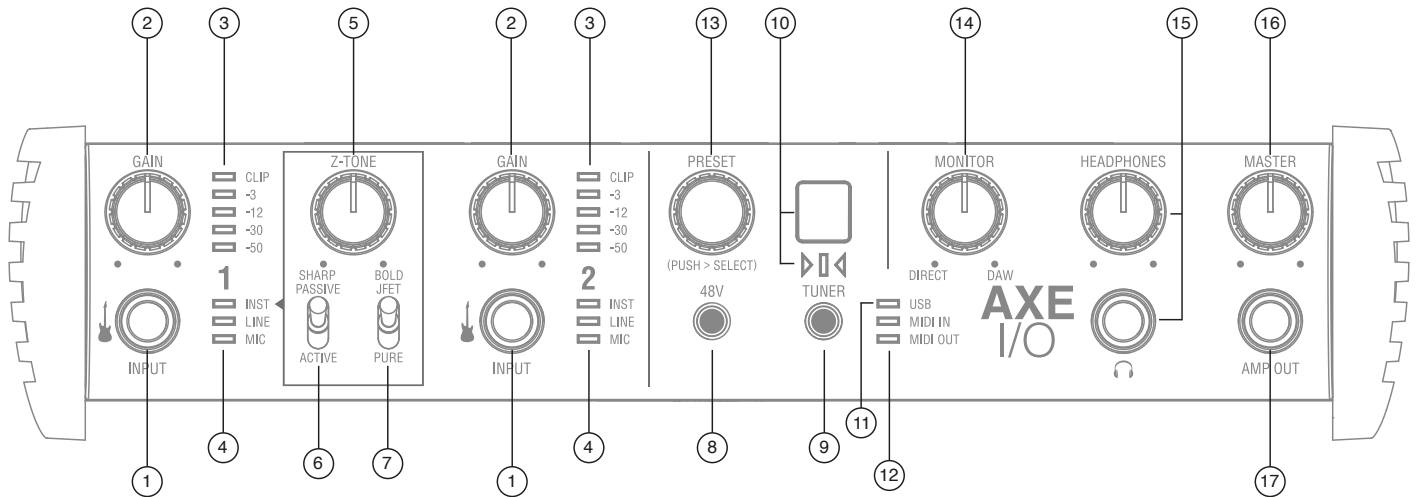 2 3 5 2 3 13 10 14 15 16
GAIN Z-TONE GAIN PRESET MONITOR HEADPHONES MASTER
CLIP CLIP
-3 -3
-12 -12
-30 -30
-50 -50
(PUSH > SELECT)
1 SHARP BOLD 2 DIRECT DAW
PASSIVE JFET 48V TUNER
INST INST USB AXE
LINE LINE MIDI IN I/O
MIC MIC MIDI OUT
ACTIVE PURE
INPUT INPUT AMP OUT
11
4 6 7 4 8 9 12
1 1 17